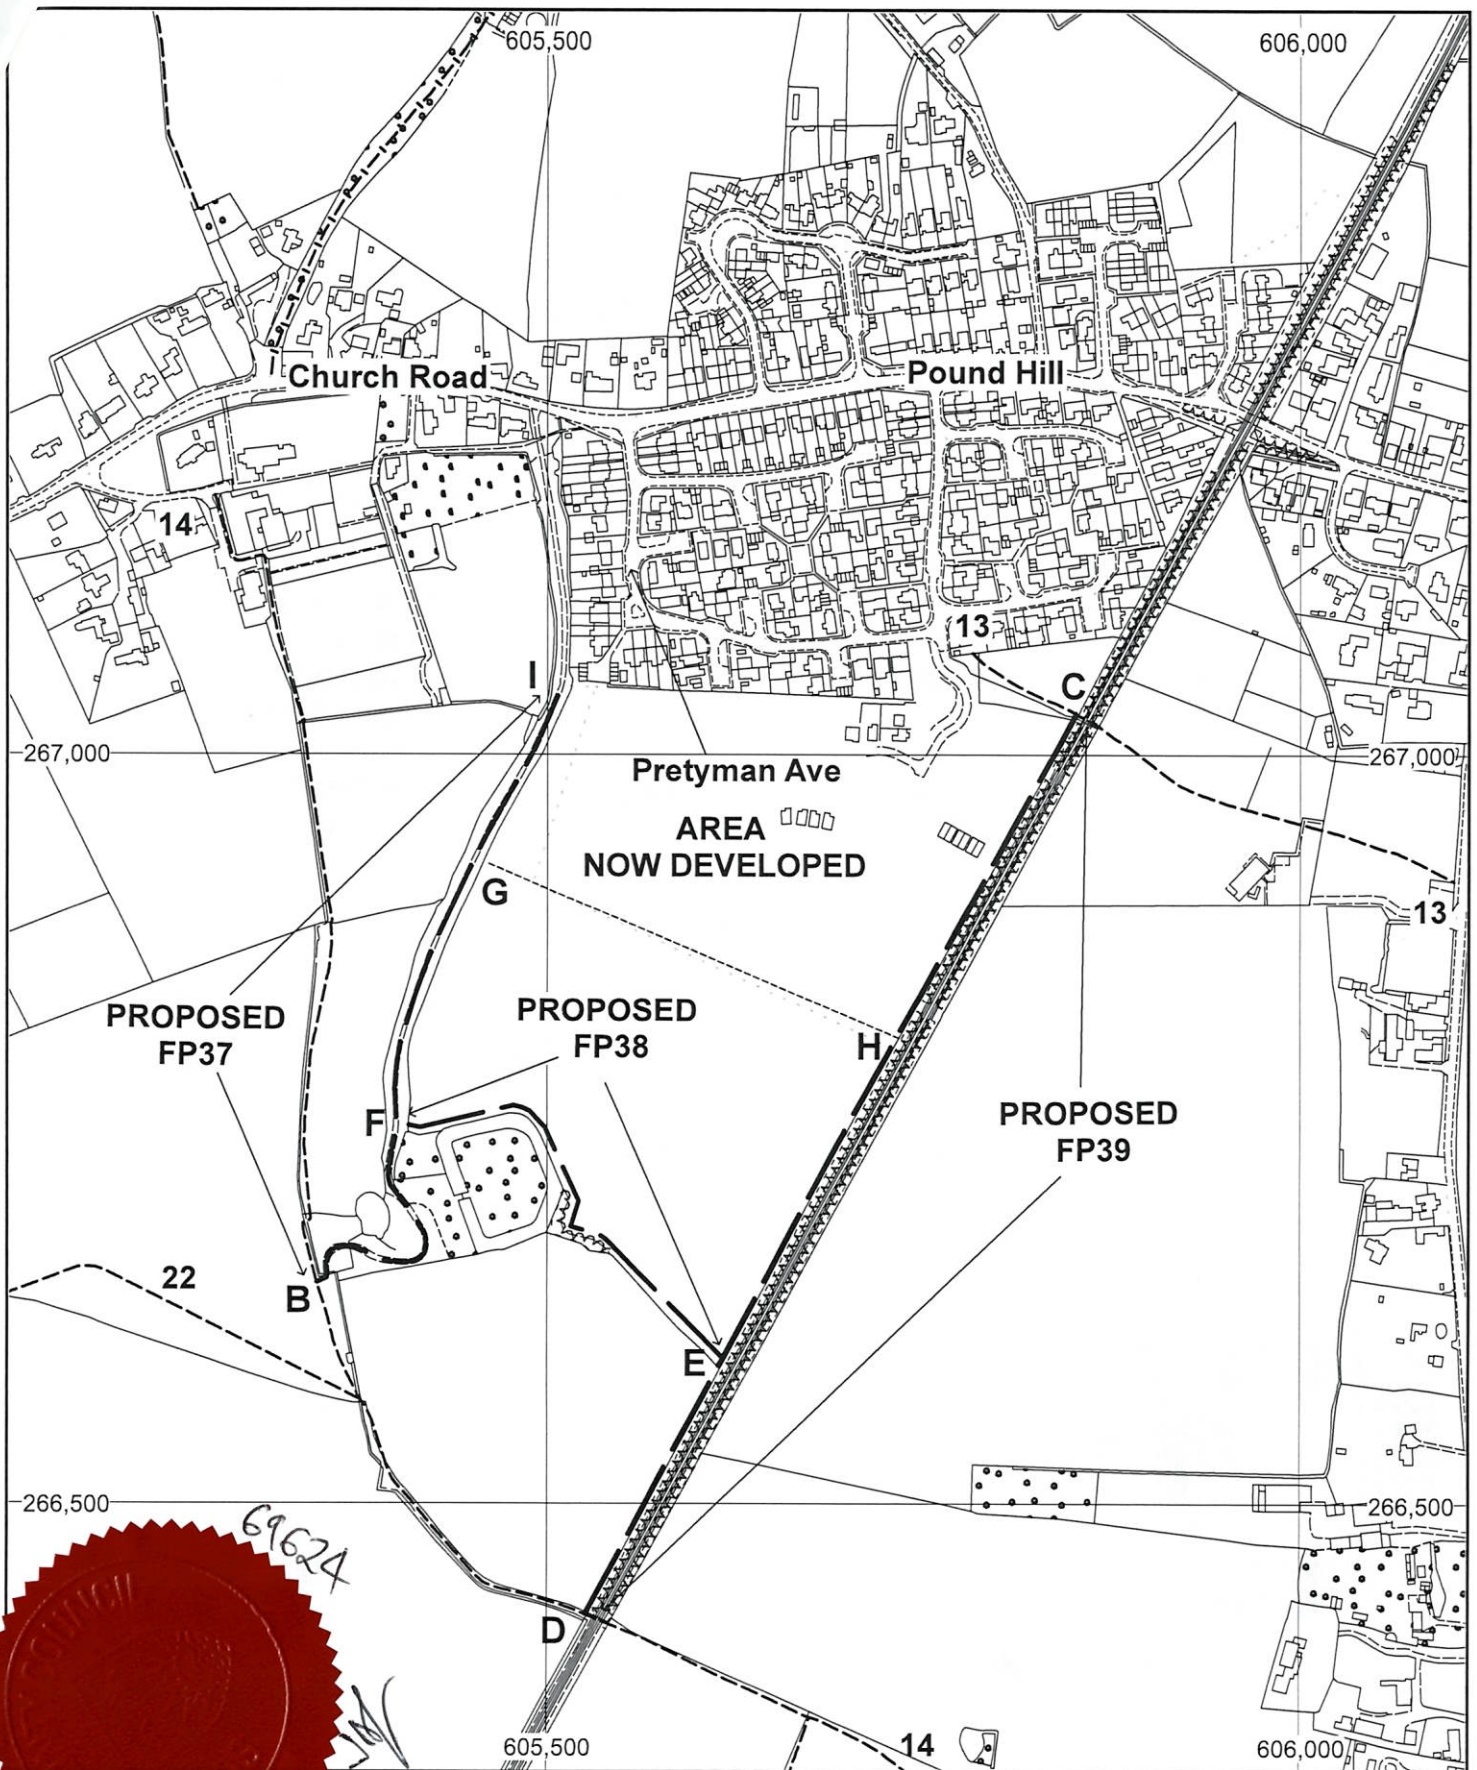 605,500
606,000
Church Road
Pound Hill
14
13
I
C
267,000
267,000
Pretyman Ave
AREA
NOW DEVELOPED
G
13
PROPOSED
FP37
PROPOSED
FP38
H
F
PROPOSED
FP39
22
B
E
266,500
266,500
69624
COUNCIL
D
605,500
14
606,000